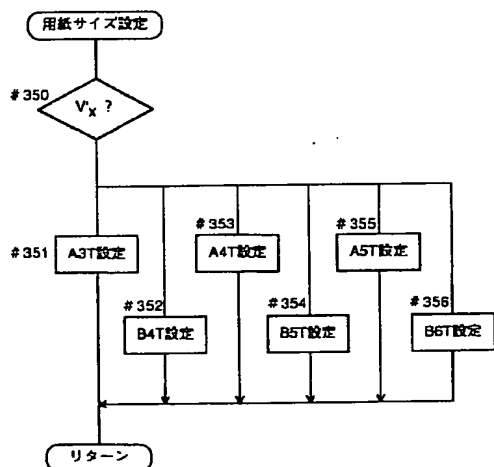 用紙サイズ設定
#350
V'x ?
#351
A3T設定
#352
B4T設定
#353
A4T設定
#354
B5T設定
#355
A5T設定
#356
B6T設定
リターン